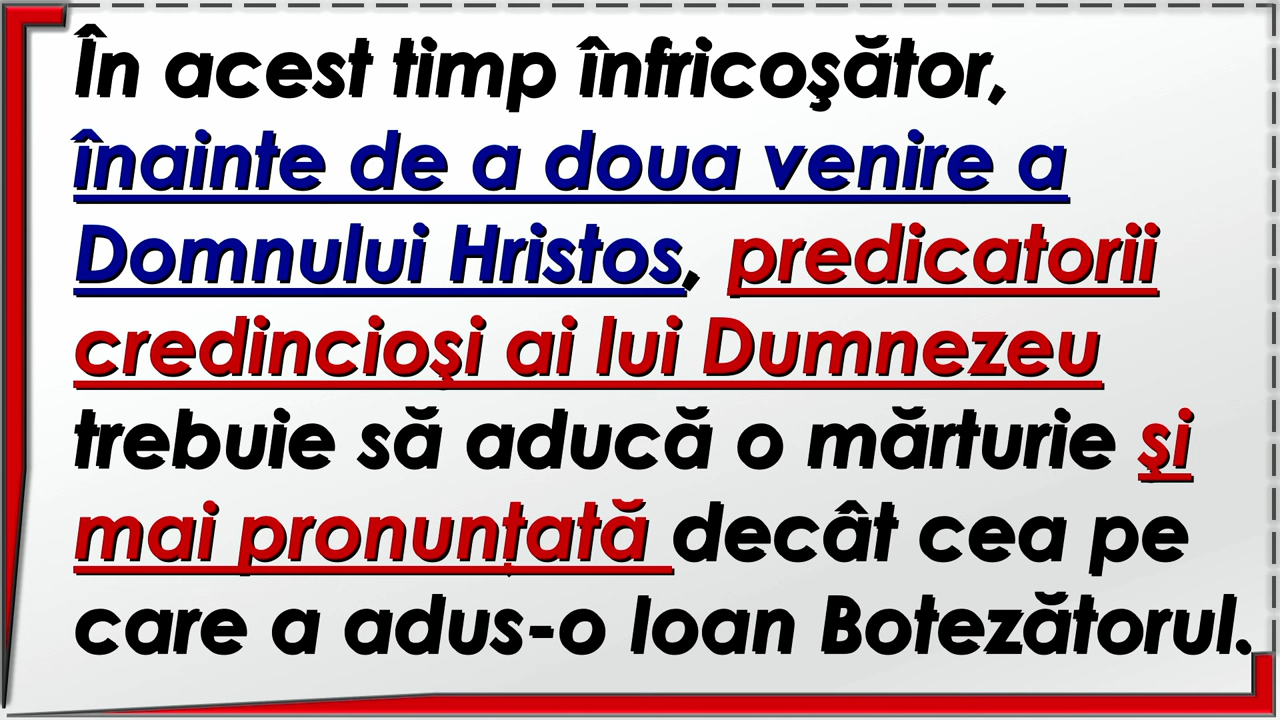 În acest timp înfricoşător,
înainte de a doua venire a
Domnului Hristos, predicatorii
credincioşi ai lui Dumnezeu
trebuie să aducă o mărturie şi
mai pronunţată decât cea pe
care a adus-o Ioan Botezătorul.